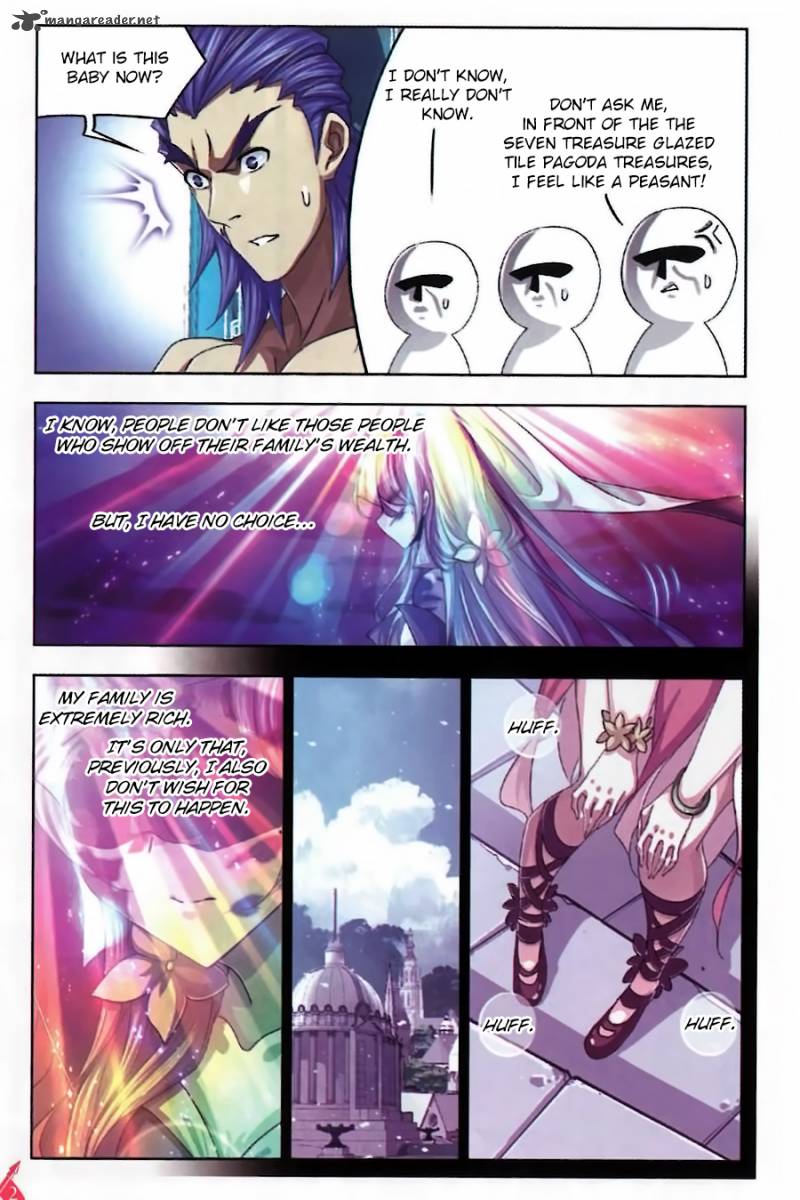 mangareader.net
WHAT IS THIS
BABY NOW?
I DON'T KNOW,
I REALLY DON'T
KNOW.
DON'T ASK ME,
IN FRONT OF THE THE
SEVEN TREASURE GLAZED
TILE PAGODA TREASURES,
I FEEL LIKE A PEASANT!
I KNOW, PEOPLE DON'T LIKE THOSE PEOPLE
WHO SHOW OFF THEIR FAMILY'S WEALTH.
BUT, I HAVE NO CHOICE...
MY FAMILY IS
EXTREMELY RICH.
IT'S ONLY THAT,
PREVIOUSLY, I ALSO
DON'T WISH FOR
THIS TO HAPPEN.
HUFF.
HUFF.
HUFF.
2